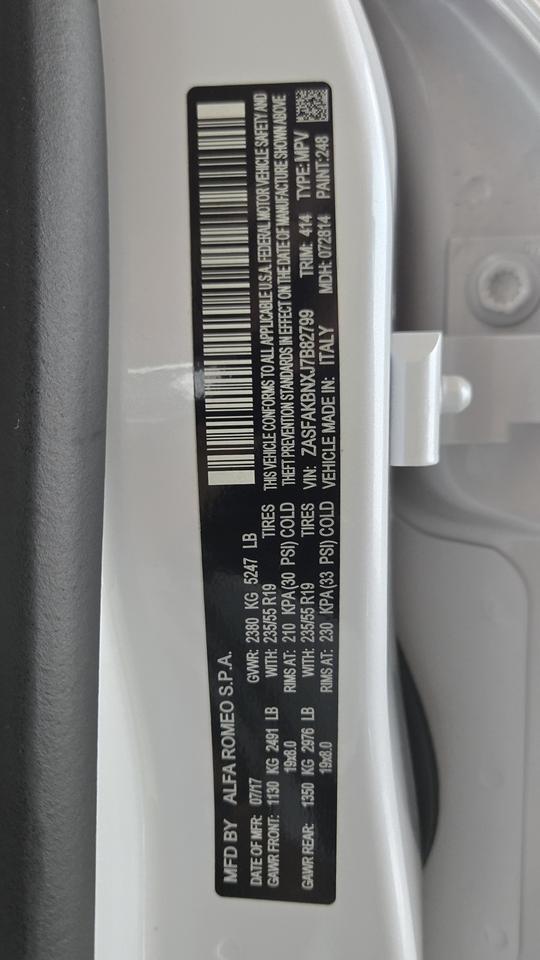 MFD BY ALFA ROMEO S.P.A.
DATE OF MFR: 07/17 GVWR: 2380 KG 5247 LB
GAWR FRONT: 1130 KG 2491 LB WITH: 235/55 R19 TIRES
19x8.0 RIMS AT: 210 KPA(30 PSI) COLD
GAWR REAR: 1350 KG 2976 LB WITH: 235/55 R19 TIRES
19x8.0 RIMS AT: 230 KPA(33 PSI) COLD
THIS VEHICLE CONFORMS TO ALL APPLICABLE U.S.A. FEDERAL MOTOR VEHICLE SAFETY AND
THEFT PREVENTION STANDARDS IN EFFECT ON THE DATE OF MANUFACTURE SHOWN ABOVE
VIN: ZASFAKBNXJ7B82799 TRIM: 414 TYPE:MPV
VEHICLE MADE IN: ITALY MDH: 072814 PAINT:248